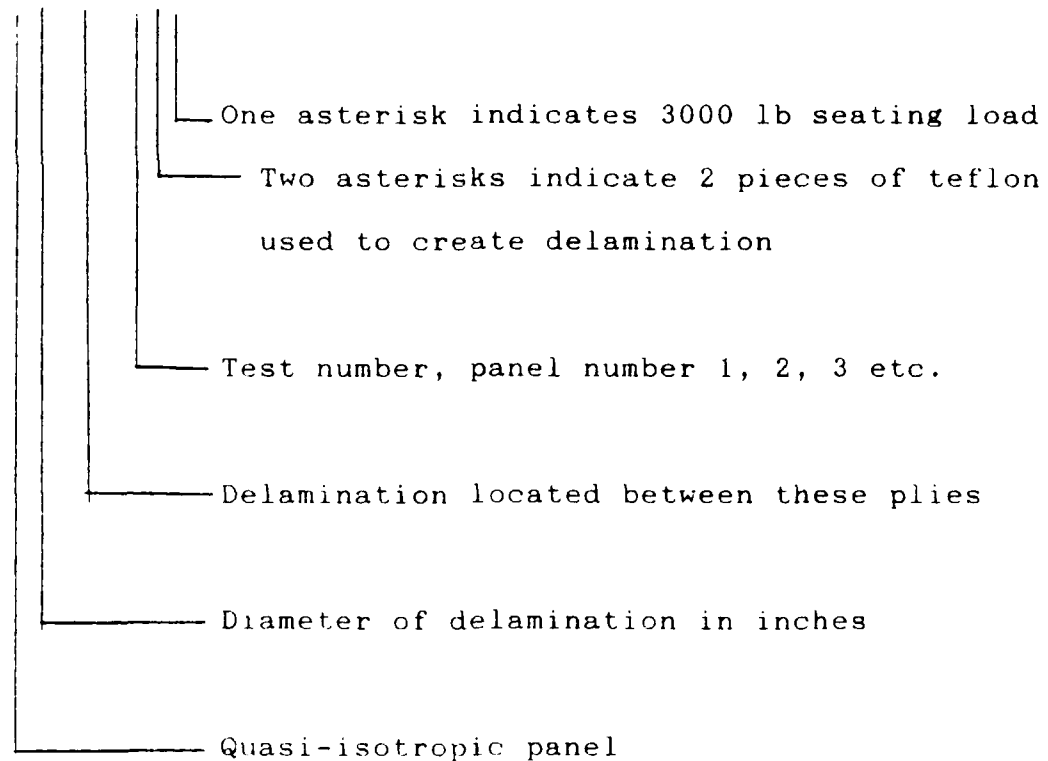 One asterisk indicates 3000 lb seating load
Two asterisks indicate 2 pieces of teflon
used to create delamination
Test number, panel number 1, 2, 3 etc.
Delamination located between these plies
Diameter of delamination in inches
Quasi-isotropic panel